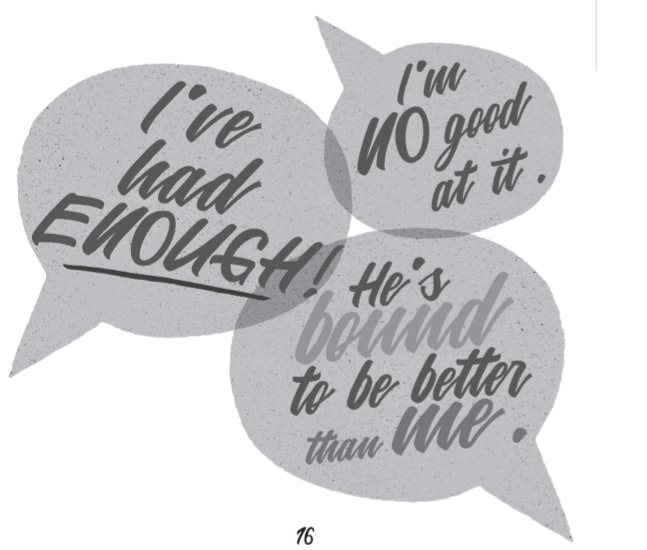 I've
had
ENOUGH!
I'm
NO good
at it.
He's
bound
to be better
than me.
16